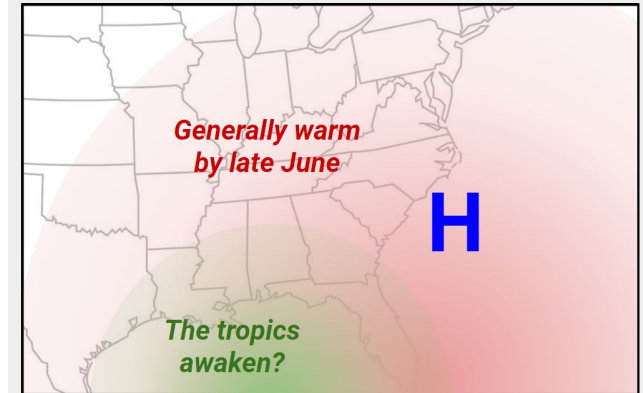 Generally warm
by late June
H
The tropics
awaken?